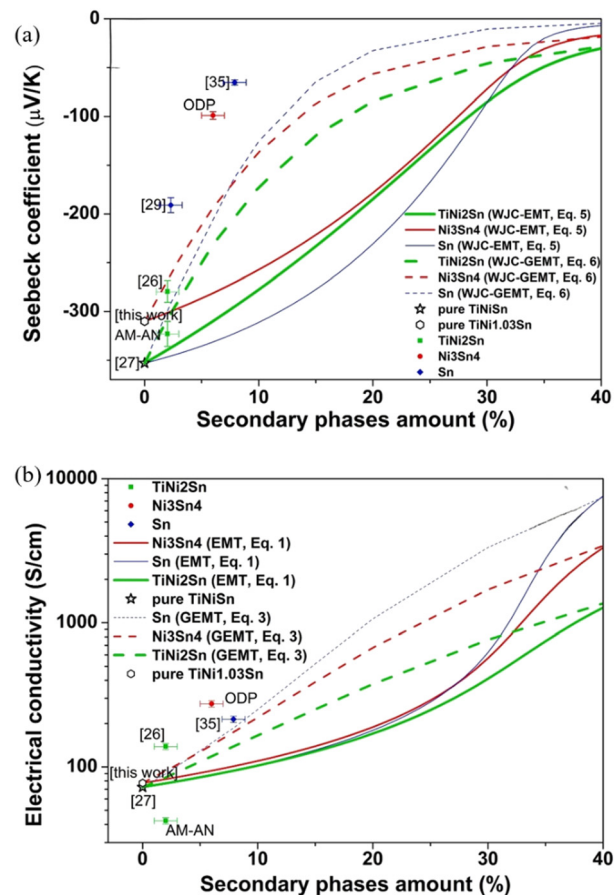 (a)
0
-100
-200
-300
Seebeck coefficient (μV/K)
[35]
ODP
[29]
[26]
[this work]
AM-AN
[27]
TiNi2Sn (WJC-EMT, Eq. 5)
Ni3Sn4 (WJC-EMT, Eq. 5)
Sn (WJC-EMT, Eq. 5)
TiNi2Sn (WJC-GEMT, Eq. 6)
Ni3Sn4 (WJC-GEMT, Eq. 6)
Sn (WJC-GEMT, Eq. 6)
pure TiNiSn
pure TiNi1.03Sn
TiNi2Sn
Ni3Sn4
Sn
0 10 20 30 40
Secondary phases amount (%)
(b)
10000
1000
100
Electrical conductivity (S/cm)
TiNi2Sn
Ni3Sn4
Sn
Ni3Sn4 (EMT, Eq. 1)
Sn (EMT, Eq. 1)
TiNi2Sn (EMT, Eq. 1)
pure TiNiSn
Sn (GEMT, Eq. 3)
Ni3Sn4 (GEMT, Eq. 3)
TiNi2Sn (GEMT, Eq. 3)
pure TiNi1.03Sn
ODP
[35]
[26]
[this work]
[27]
AM-AN
0 10 20 30 40
Secondary phases amount (%)